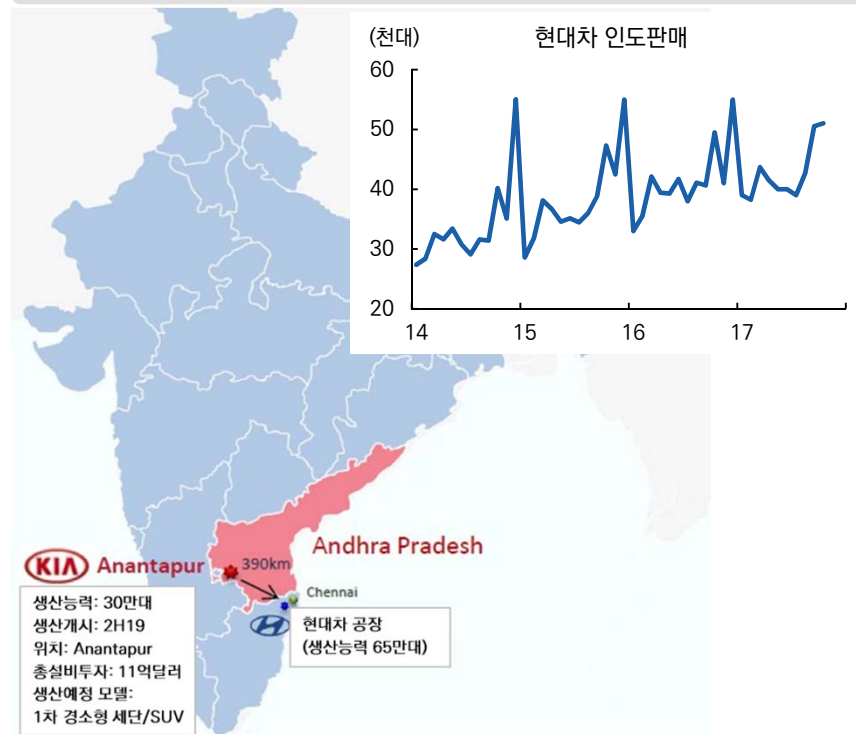 (천대)
현대차 인도판매
60
50
40
30
20
14 15 16 17
Andhra Pradesh
KIA Anantapur
390km
Chennai
생산능력: 30만대
생산개시: 2H19
위치: Anantapur
총설비투자: 11억달러
생산예정 모델:
1차 경소형 세단/SUV
현대차 공장
(생산능력 65만대)